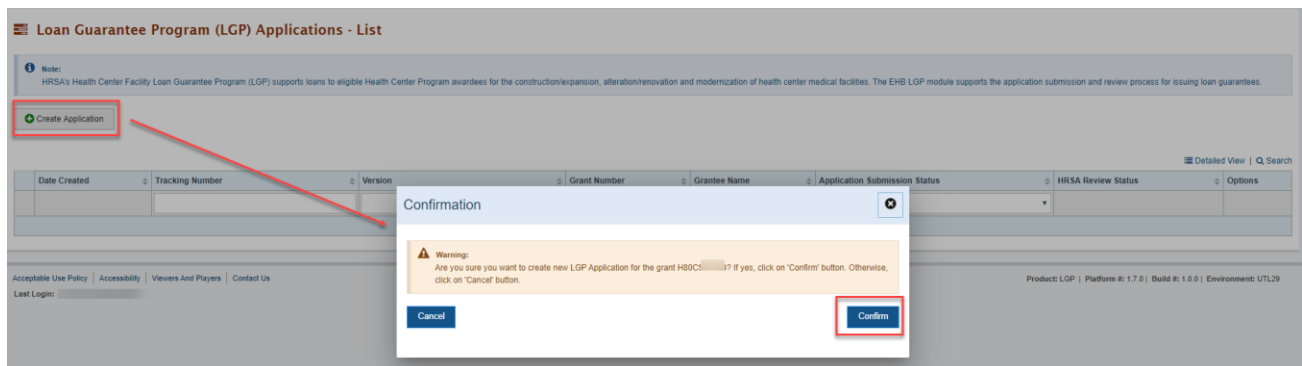 Loan Guarantee Program (LGP) Applications - List
Note:
HRSA's Health Center Facility Loan Guarantee Program (LGP) supports loans to eligible Health Center Program awardees for the construction/expansion, alteration/renovation and modernization of health center medical facilities. The EHB LGP module supports the application submission and review process for issuing loan guarantees.
Create Application
Detailed View | Search
Date Created Tracking Number Version Grant Number Grantee Name Application Submission Status HRSA Review Status Options
Confirmation
Warning:
Are you sure you want to create new LGP Application for the grant H80C? If yes, click on 'Confirm' button. Otherwise,
click on 'Cancel' button.
Cancel Confirm
Acceptable Use Policy | Accessibility | Viewers And Players | Contact Us
Product: LGP | Platform #: 1.7.0 | Build #: 1.0.0 | Environment: UTL29
Last Login: